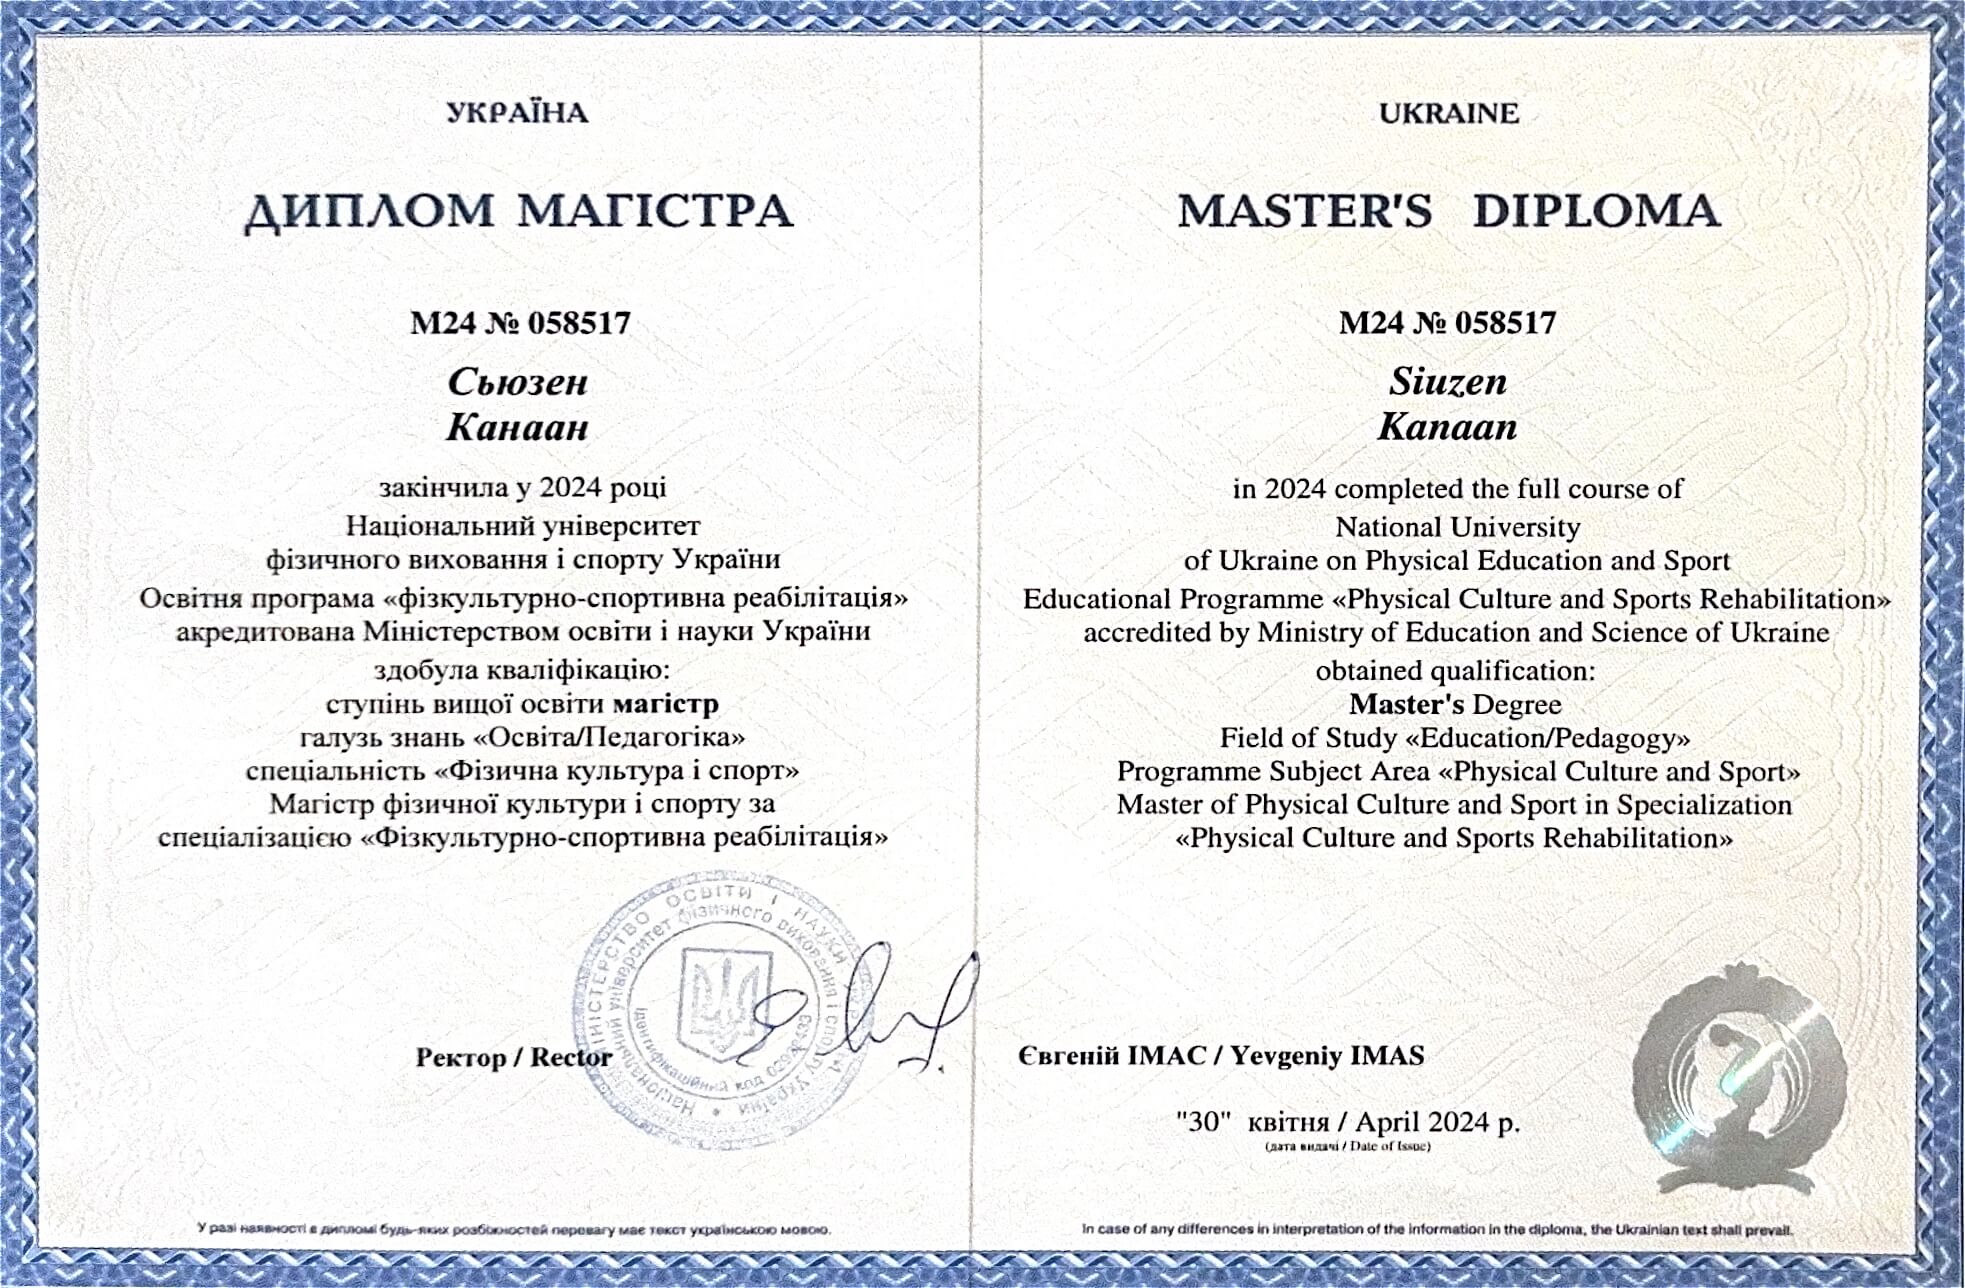 УКРАЇНА
ДИПЛОМ МАГІСТРА
М24 № 058517
Сьюзен
Канаан
закінчила у 2024 році
Національний університет
фізичного виховання і спорту України
Освітня програма «фізкультурно-спортивна реабілітація»
акредитована Міністерством освіти і науки України
здобула кваліфікацію:
ступінь вищої освіти магістр
галузь знань «Освіта/Педагогіка»
спеціальність «Фізична культура і спорт»
Магістр фізичної культури і спорту за
спеціалізацією «Фізкультурно-спортивна реабілітація»
МІНІСТЕРСТВО ОСВІТИ І НАУКИ
Національний університет фізичного виховання і спорту України
Ідентифікаційний код
Ректор / Rector
У разі наявності в дипломі будь-яких розбіжностей перевагу має текст українською мовою.
UKRAINE
MASTER'S DIPLOMA
М24 № 058517
Siuzen
Kanaan
in 2024 completed the full course of
National University
of Ukraine on Physical Education and Sport
Educational Programme «Physical Culture and Sports Rehabilitation»
accredited by Ministry of Education and Science of Ukraine
obtained qualification:
Master's Degree
Field of Study «Education/Pedagogy»
Programme Subject Area «Physical Culture and Sport»
Master of Physical Culture and Sport in Specialization
«Physical Culture and Sports Rehabilitation»
Євгеній ІМАС / Yevgeniy IMAS
"30" квітня / April 2024 р.
(дата видачі / Date of Issue)
In case of any differences in interpretation of the information in the diploma, the Ukrainian text shall prevail.